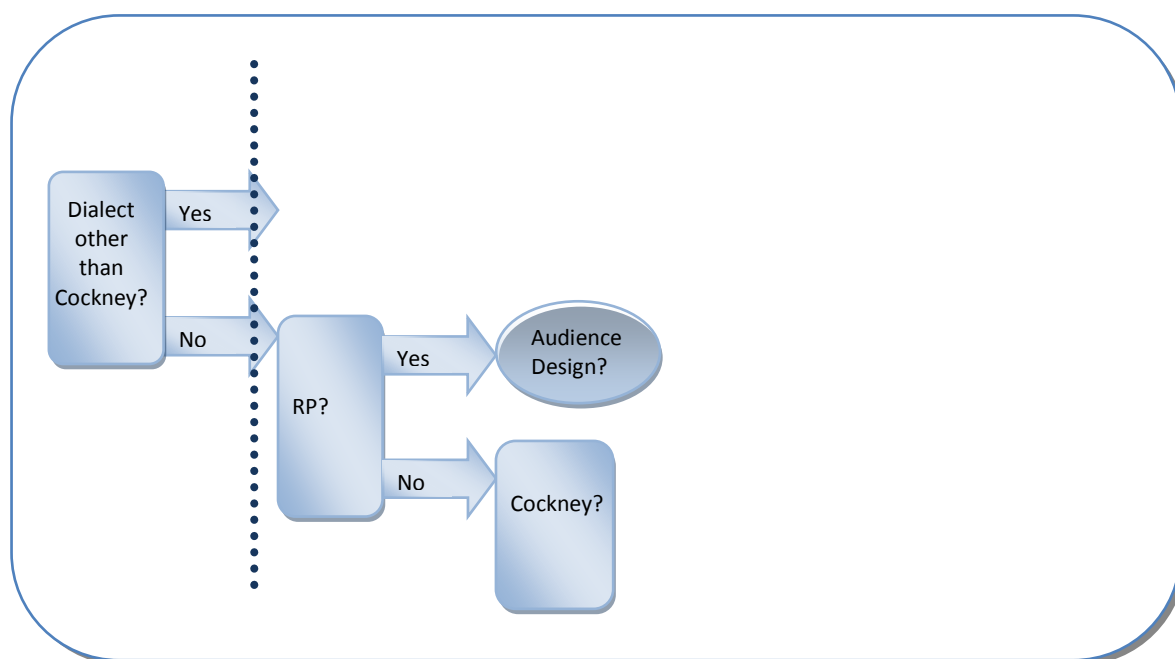 Dialect
other
than
Cockney?
Yes
No
RP?
Yes
No
Audience
Design?
Cockney?